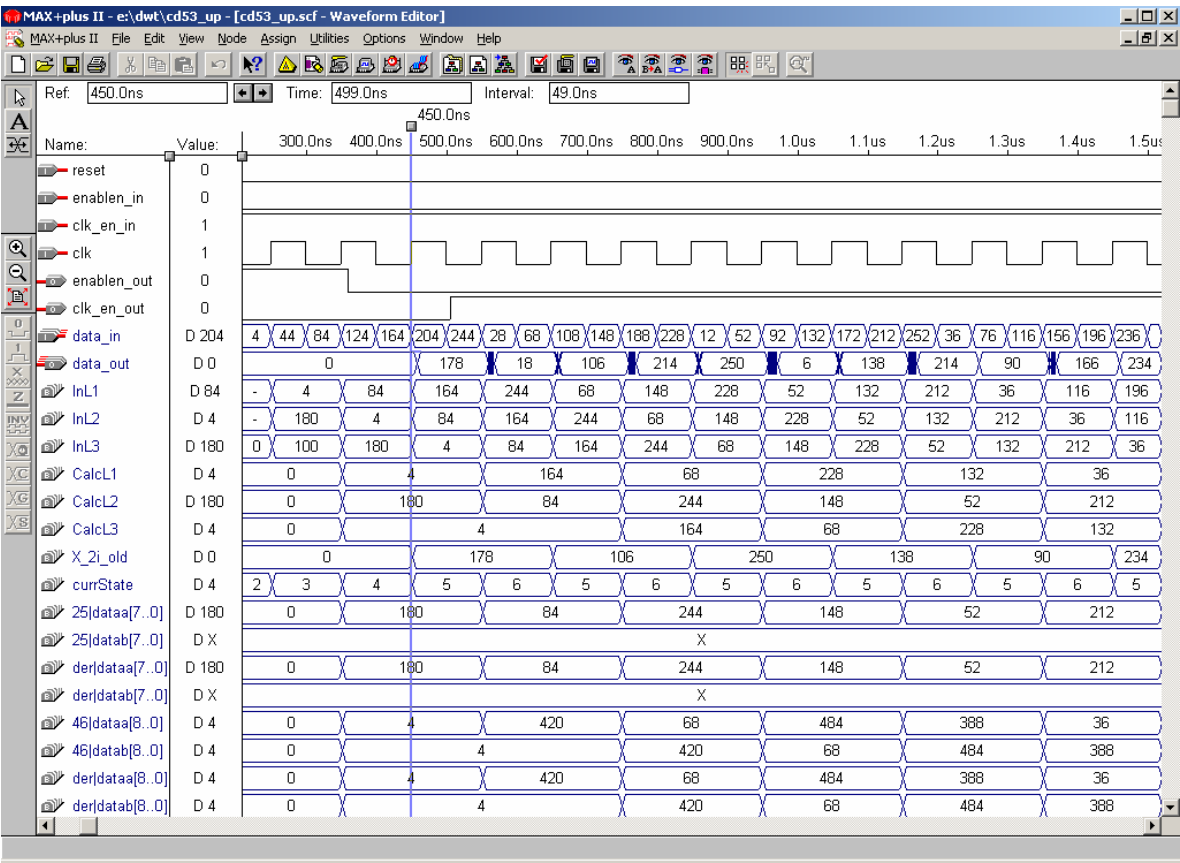 MAX+plus II - e:\dwt\cd53_up - [cd53_up.scf - Waveform Editor]
MAX+plus II File Edit View Node Assign Utilities Options Window Help
Ref: 450.0ns Time: 499.0ns Interval: 49.0ns
450.0ns
Name: Value: 300.0ns 400.0ns 500.0ns 600.0ns 700.0ns 800.0ns 900.0ns 1.0us 1.1us 1.2us 1.3us 1.4us 1.5us
reset 0
enablen_in 0
clk_en_in 1
clk 1
enablen_out 0
clk_en_out 0
data_in D 204 4 44 84 124 164 204 244 28 68 108 148 188 228 12 52 92 132 172 212 252 36 76 116 156 196 236
data_out D 0 0 178 18 106 214 250 6 138 214 90 166 234
InL1 D 84 - 4 84 164 244 68 148 228 52 132 212 36 116 196
InL2 D 4 - 180 4 84 164 244 68 148 228 52 132 212 36 116
InL3 D 180 0 100 180 4 84 164 244 68 148 228 52 132 212 36
CalcL1 D 4 0 4 164 68 228 132 36
CalcL2 D 180 0 180 84 244 148 52 212
CalcL3 D 4 0 4 164 68 228 132
X_2i_old D 0 0 178 106 250 138 90 234
currState D 4 2 3 4 5 6 5 6 5 6 5 6 5 6 5
25|dataa[7..0] D 180 0 180 84 244 148 52 212
25|datab[7..0] D X X
der|dataa[7..0] D 180 0 180 84 244 148 52 212
der|datab[7..0] D X X
46|dataa[8..0] D 4 0 4 420 68 484 388 36
46|datab[8..0] D 4 0 4 420 68 484 388
der|dataa[8..0] D 4 0 4 420 68 484 388 36
der|datab[8..0] D 4 0 4 420 68 484 388